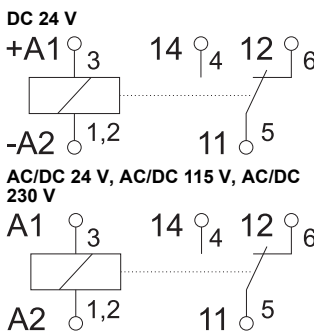 DC 24 V
+A1 3 14 4 12 6
-A2 1,2 11 5
AC/DC 24 V, AC/DC 115 V, AC/DC
230 V
A1 3 14 4 12 6
A2 1,2 11 5